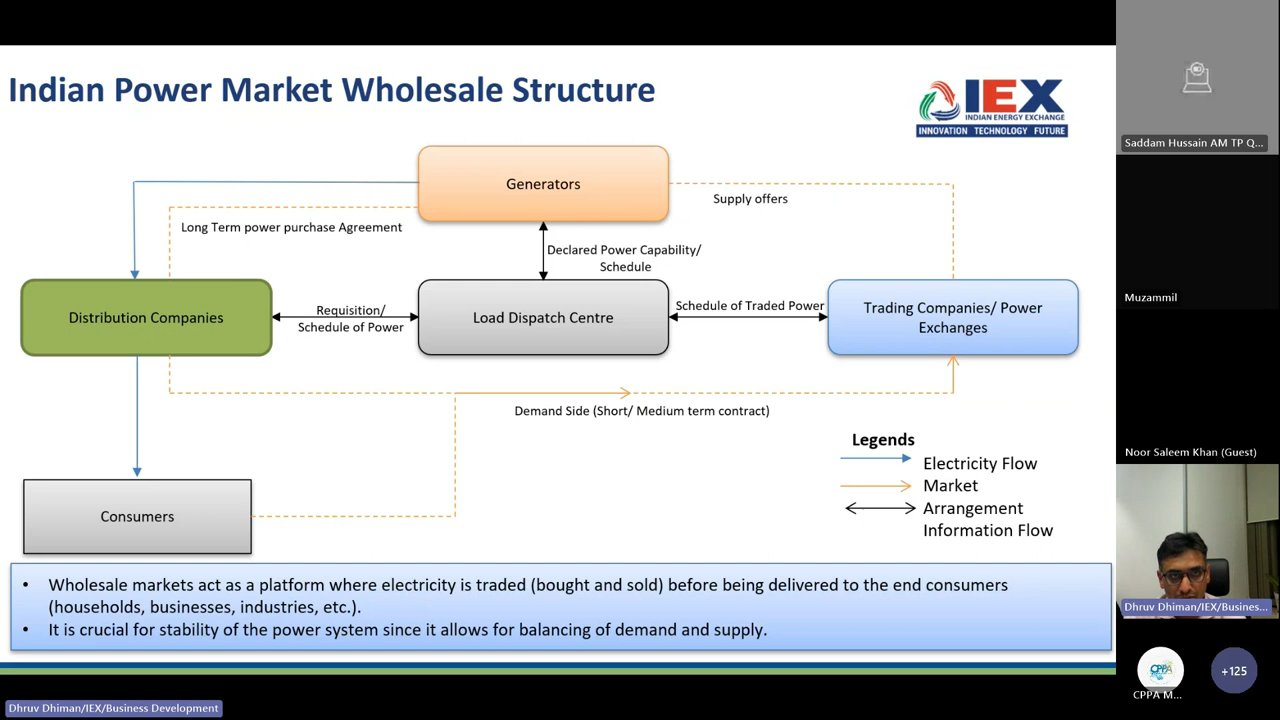 Indian Power Market Wholesale Structure
IEX
INDIAN ENERGY EXCHANGE
INNOVATION TECHNOLOGY FUTURE
Generators
Supply offers
Long Term power purchase Agreement
Declared Power Capability/
Schedule
Distribution Companies
Requisition/
Schedule of Power
Load Dispatch Centre
Schedule of Traded Power
Trading Companies/ Power
Exchanges
Demand Side (Short/ Medium term contract)
Consumers
Legends
Electricity Flow
Market
Arrangement
Information Flow
• Wholesale markets act as a platform where electricity is traded (bought and sold) before being delivered to the end consumers
(households, businesses, industries, etc.).
• It is crucial for stability of the power system since it allows for balancing of demand and supply.
Dhruv Dhiman/IEX/Business Development
Saddam Hussain AM TP Q...
Muzammil
Noor Saleem Khan (Guest)
Dhruv Dhiman/IEX/Busines...
CPPA
CPPA M...
+125